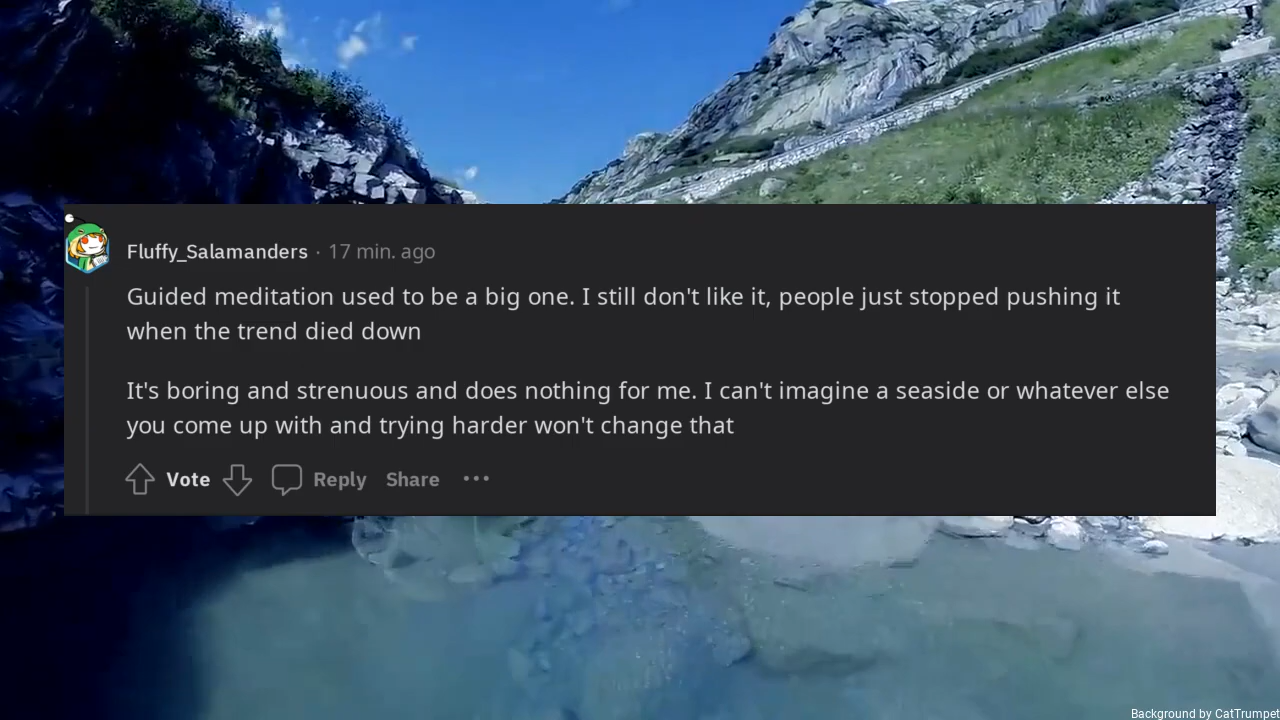 Fluffy_Salamanders · 17 min. ago
Guided meditation used to be a big one. I still don't like it, people just stopped pushing it
when the trend died down
It's boring and strenuous and does nothing for me. I can't imagine a seaside or whatever else
you come up with and trying harder won't change that
Vote Reply Share ···
Background by CatTrumpet